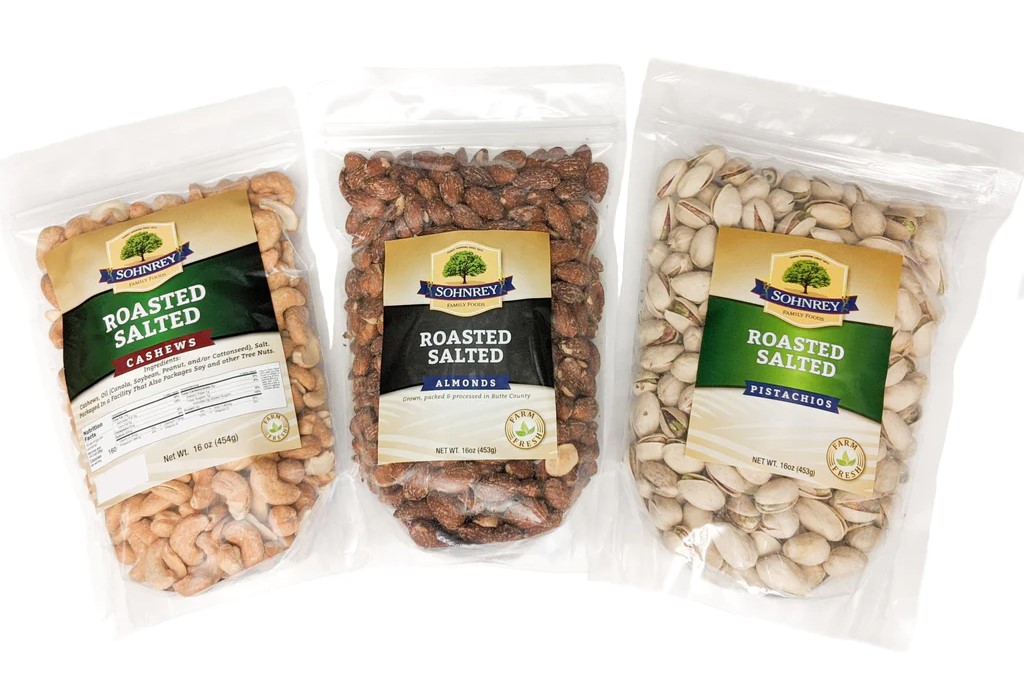 SOHNREY
FAMILY FOODS
ROASTED
SALTED
CASHEWS
Ingredients:
Cashews, Oil (Canola, Soybean, Peanut, and/or Cottonseed), Salt.
Packaged In a Facility That Also Packages Soy and other Tree Nuts.
Nutrition
Facts
160
FARM
FRESH
Net Wt. 16 oz (454g)
SOHNREY
FAMILY FOODS
ROASTED
SALTED
ALMONDS
Grown, packed & processed in Butte County
FARM
FRESH
NET WT. 16oz (453g)
SOHNREY
FAMILY FOODS
ROASTED
SALTED
PISTACHIOS
FARM
FRESH
NET WT. 16oz (453g)